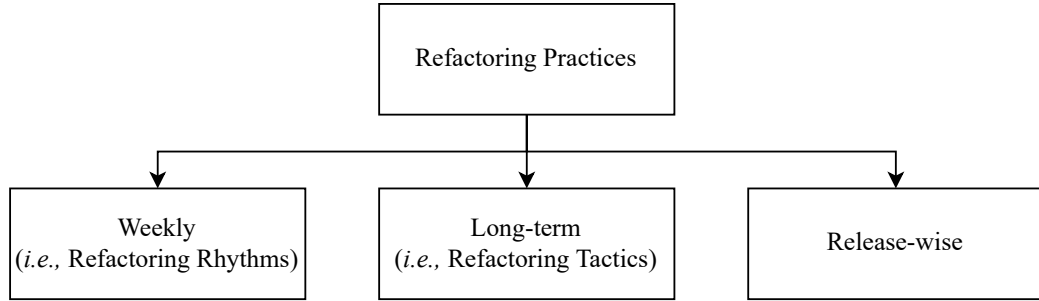 Refactoring Practices
Weekly
(i.e., Refactoring Rhythms)
Long-term
(i.e., Refactoring Tactics)
Release-wise